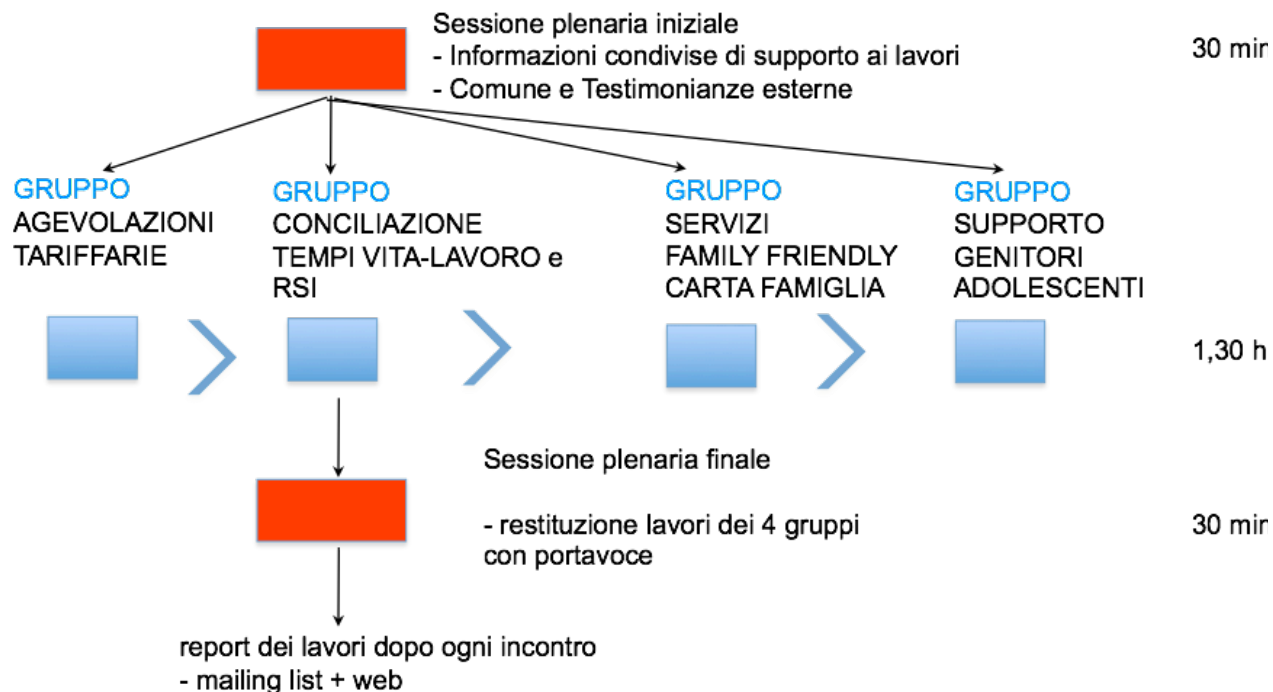 Sessione plenaria iniziale
- Informazioni condivise di supporto ai lavori
- Comune e Testimonianze esterne
30 min
GRUPPO
AGEVOLAZIONI
TARIFFARIE
GRUPPO
CONCILIAZIONE
TEMPI VITA-LAVORO e
RSI
GRUPPO
SERVIZI
FAMILY FRIENDLY
CARTA FAMIGLIA
GRUPPO
SUPPORTO
GENITORI
ADOLESCENTI
1,30 h
Sessione plenaria finale
- restituzione lavori dei 4 gruppi
con portavoce
30 min
report dei lavori dopo ogni incontro
- mailing list + web